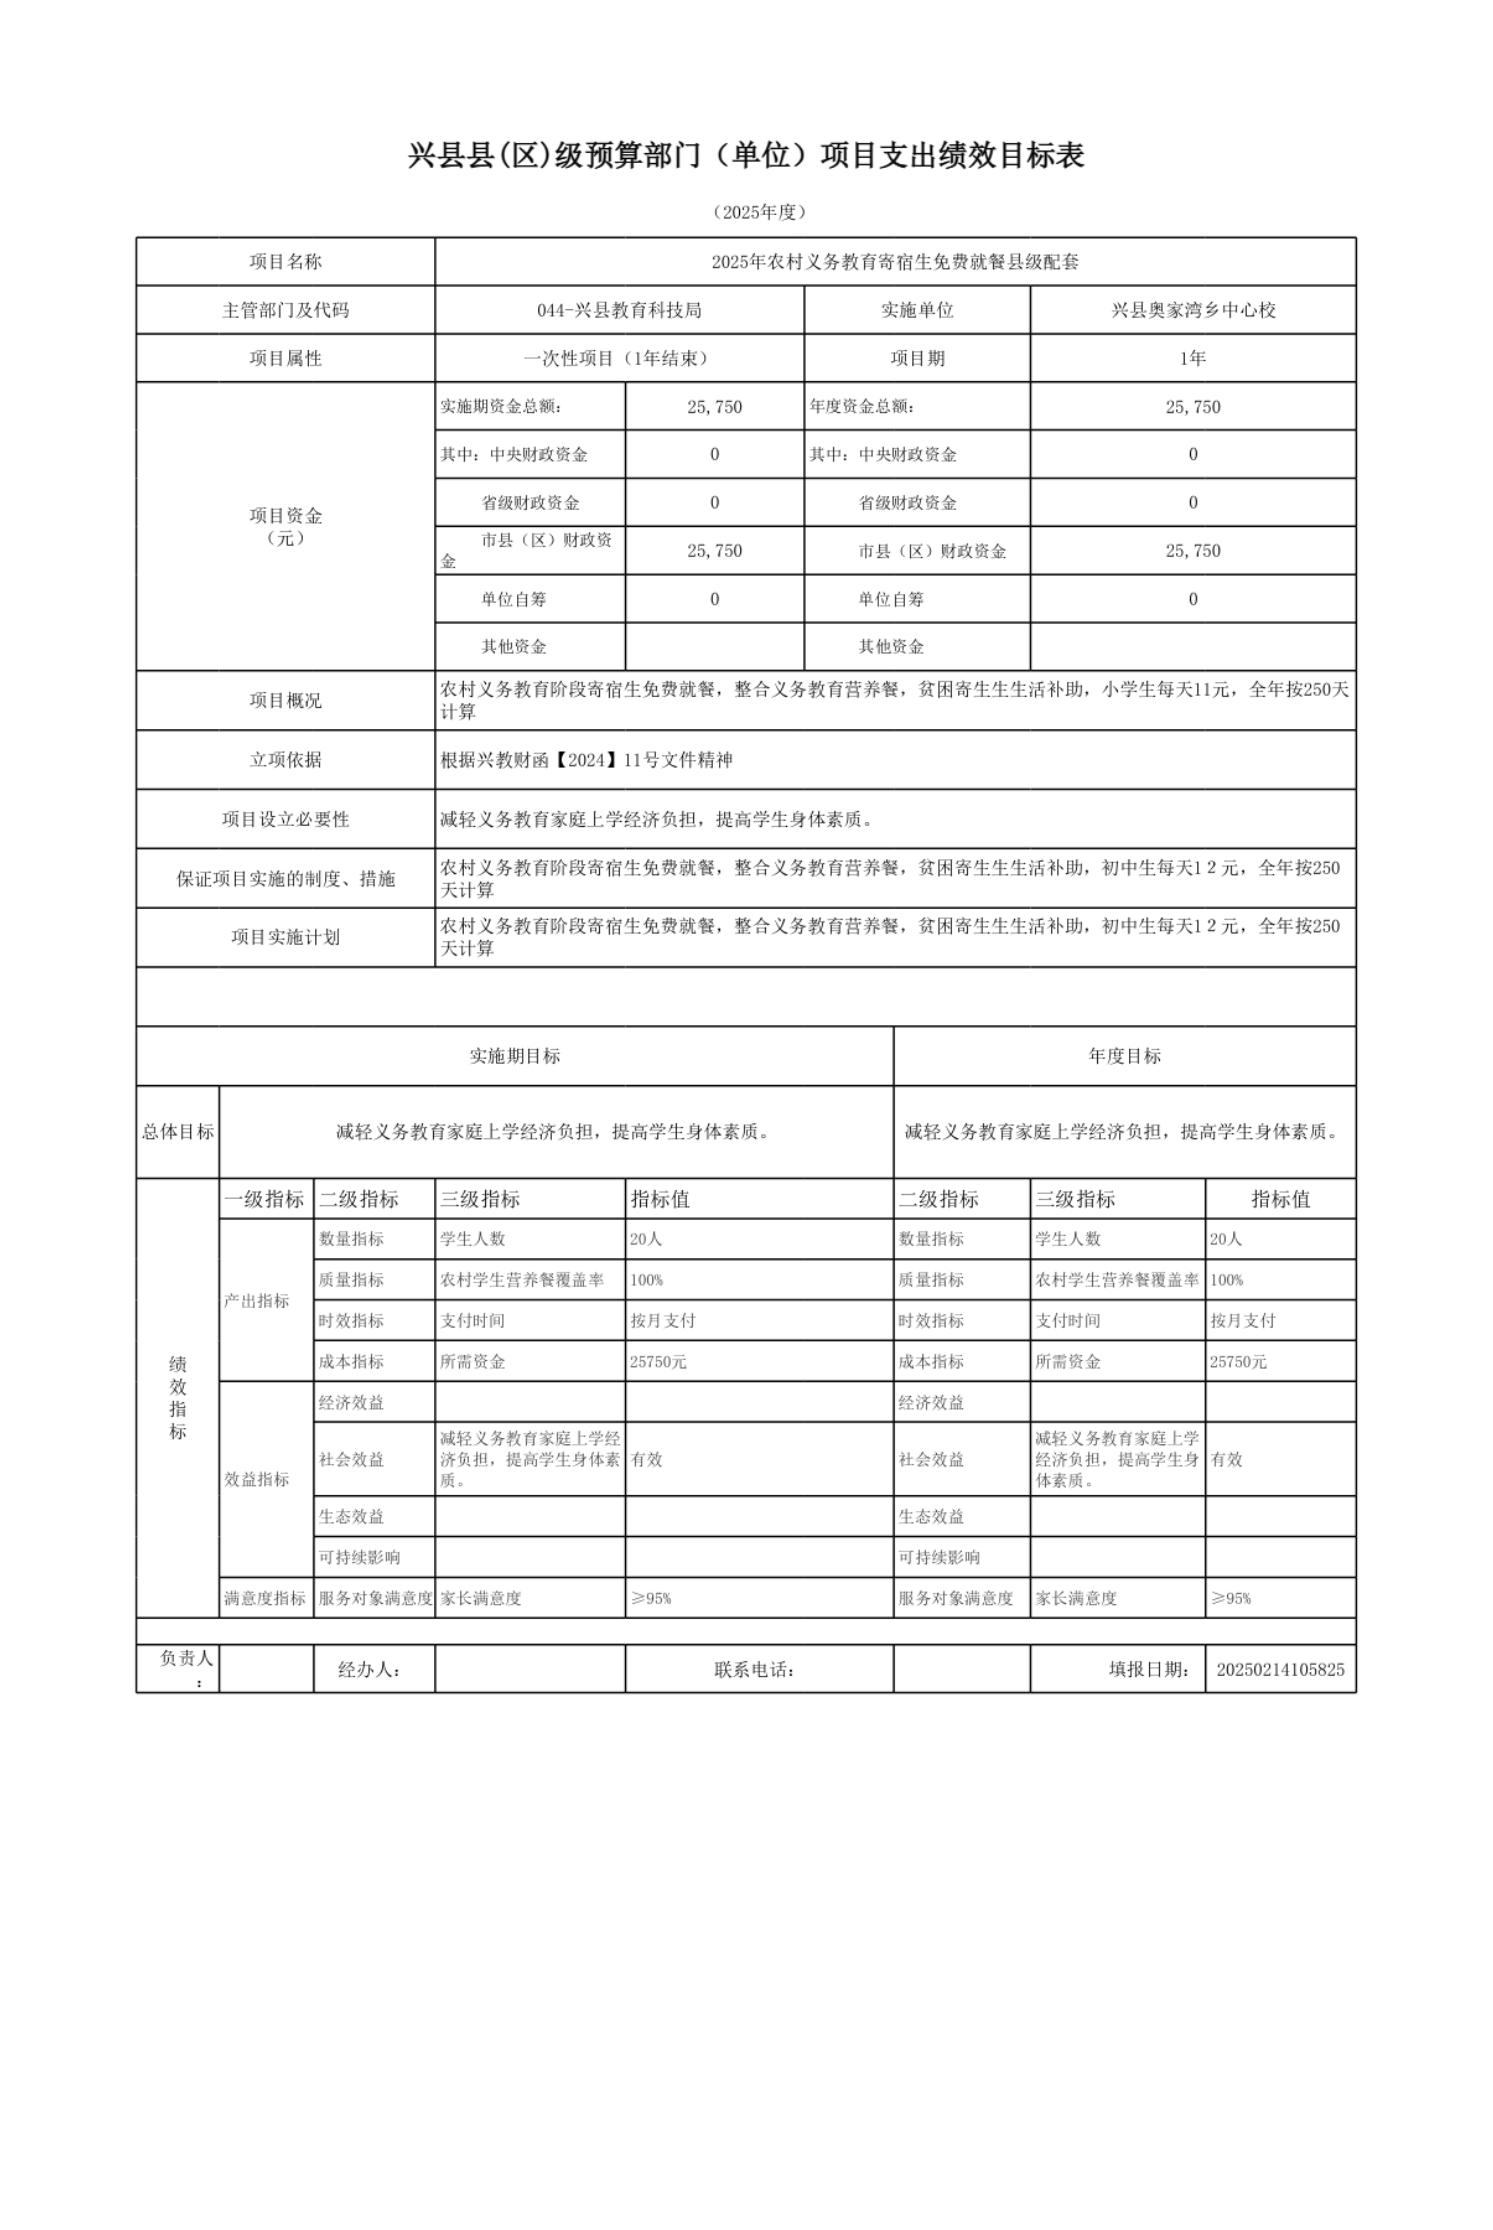 兴县县(区)级预算部门（单位）项目支出绩效目标表
（2025年度）
项目名称 2025年农村义务教育寄宿生免费就餐县级配套
主管部门及代码 044-兴县教育科技局 实施单位 兴县奥家湾乡中心校
项目属性 一次性项目（1年结束） 项目期 1年
项目资金
（元）
实施期资金总额: 25,750 年度资金总额: 25,750
其中: 中央财政资金 0 其中: 中央财政资金 0
省级财政资金 0 省级财政资金 0
市县（区）财政资
金 25,750 市县（区）财政资金 25,750
单位自筹 0 单位自筹 0
其他资金 其他资金
项目概况 农村义务教育阶段寄宿生免费就餐，整合义务教育营养餐，贫困寄生生生活补助，小学生每天11元，全年按250天
计算
立项依据 根据兴教财函【2024】11号文件精神
项目设立必要性 减轻义务教育家庭上学经济负担，提高学生身体素质。
保证项目实施的制度、措施 农村义务教育阶段寄宿生免费就餐，整合义务教育营养餐，贫困寄生生生活补助，初中生每天1２元，全年按250
天计算
项目实施计划 农村义务教育阶段寄宿生免费就餐，整合义务教育营养餐，贫困寄生生生活补助，初中生每天1２元，全年按250
天计算
实施期目标 年度目标
总体目标 减轻义务教育家庭上学经济负担，提高学生身体素质。 减轻义务教育家庭上学经济负担，提高学生身体素质。
绩
效
指
标
一级指标 二级指标 三级指标 指标值 二级指标 三级指标 指标值
产出指标
数量指标 学生人数 20人 数量指标 学生人数 20人
质量指标 农村学生营养餐覆盖率 100% 质量指标 农村学生营养餐覆盖率 100%
时效指标 支付时间 按月支付 时效指标 支付时间 按月支付
成本指标 所需资金 25750元 成本指标 所需资金 25750元
效益指标
经济效益 经济效益
社会效益 减轻义务教育家庭上学经
济负担，提高学生身体素
质。 有效 社会效益 减轻义务教育家庭上学
经济负担，提高学生身
体素质。 有效
生态效益 生态效益
可持续影响 可持续影响
满意度指标 服务对象满意度 家长满意度 ≥95% 服务对象满意度 家长满意度 ≥95%
负责人
: 经办人: 联系电话: 填报日期: 20250214105825